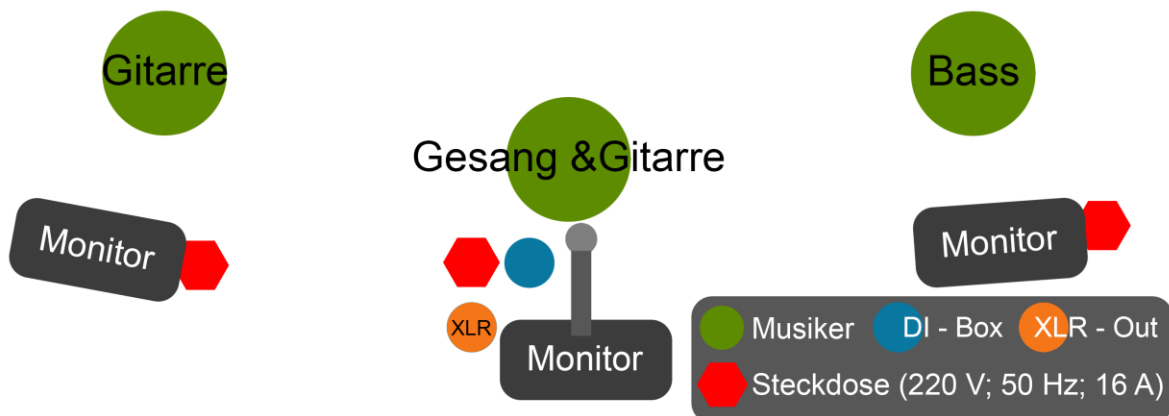 Gitarre
Bass
Gesang &Gitarre
Monitor
Monitor
XLR
Monitor
Musiker
DI - Box
XLR - Out
Steckdose (220 V; 50 Hz; 16 A)